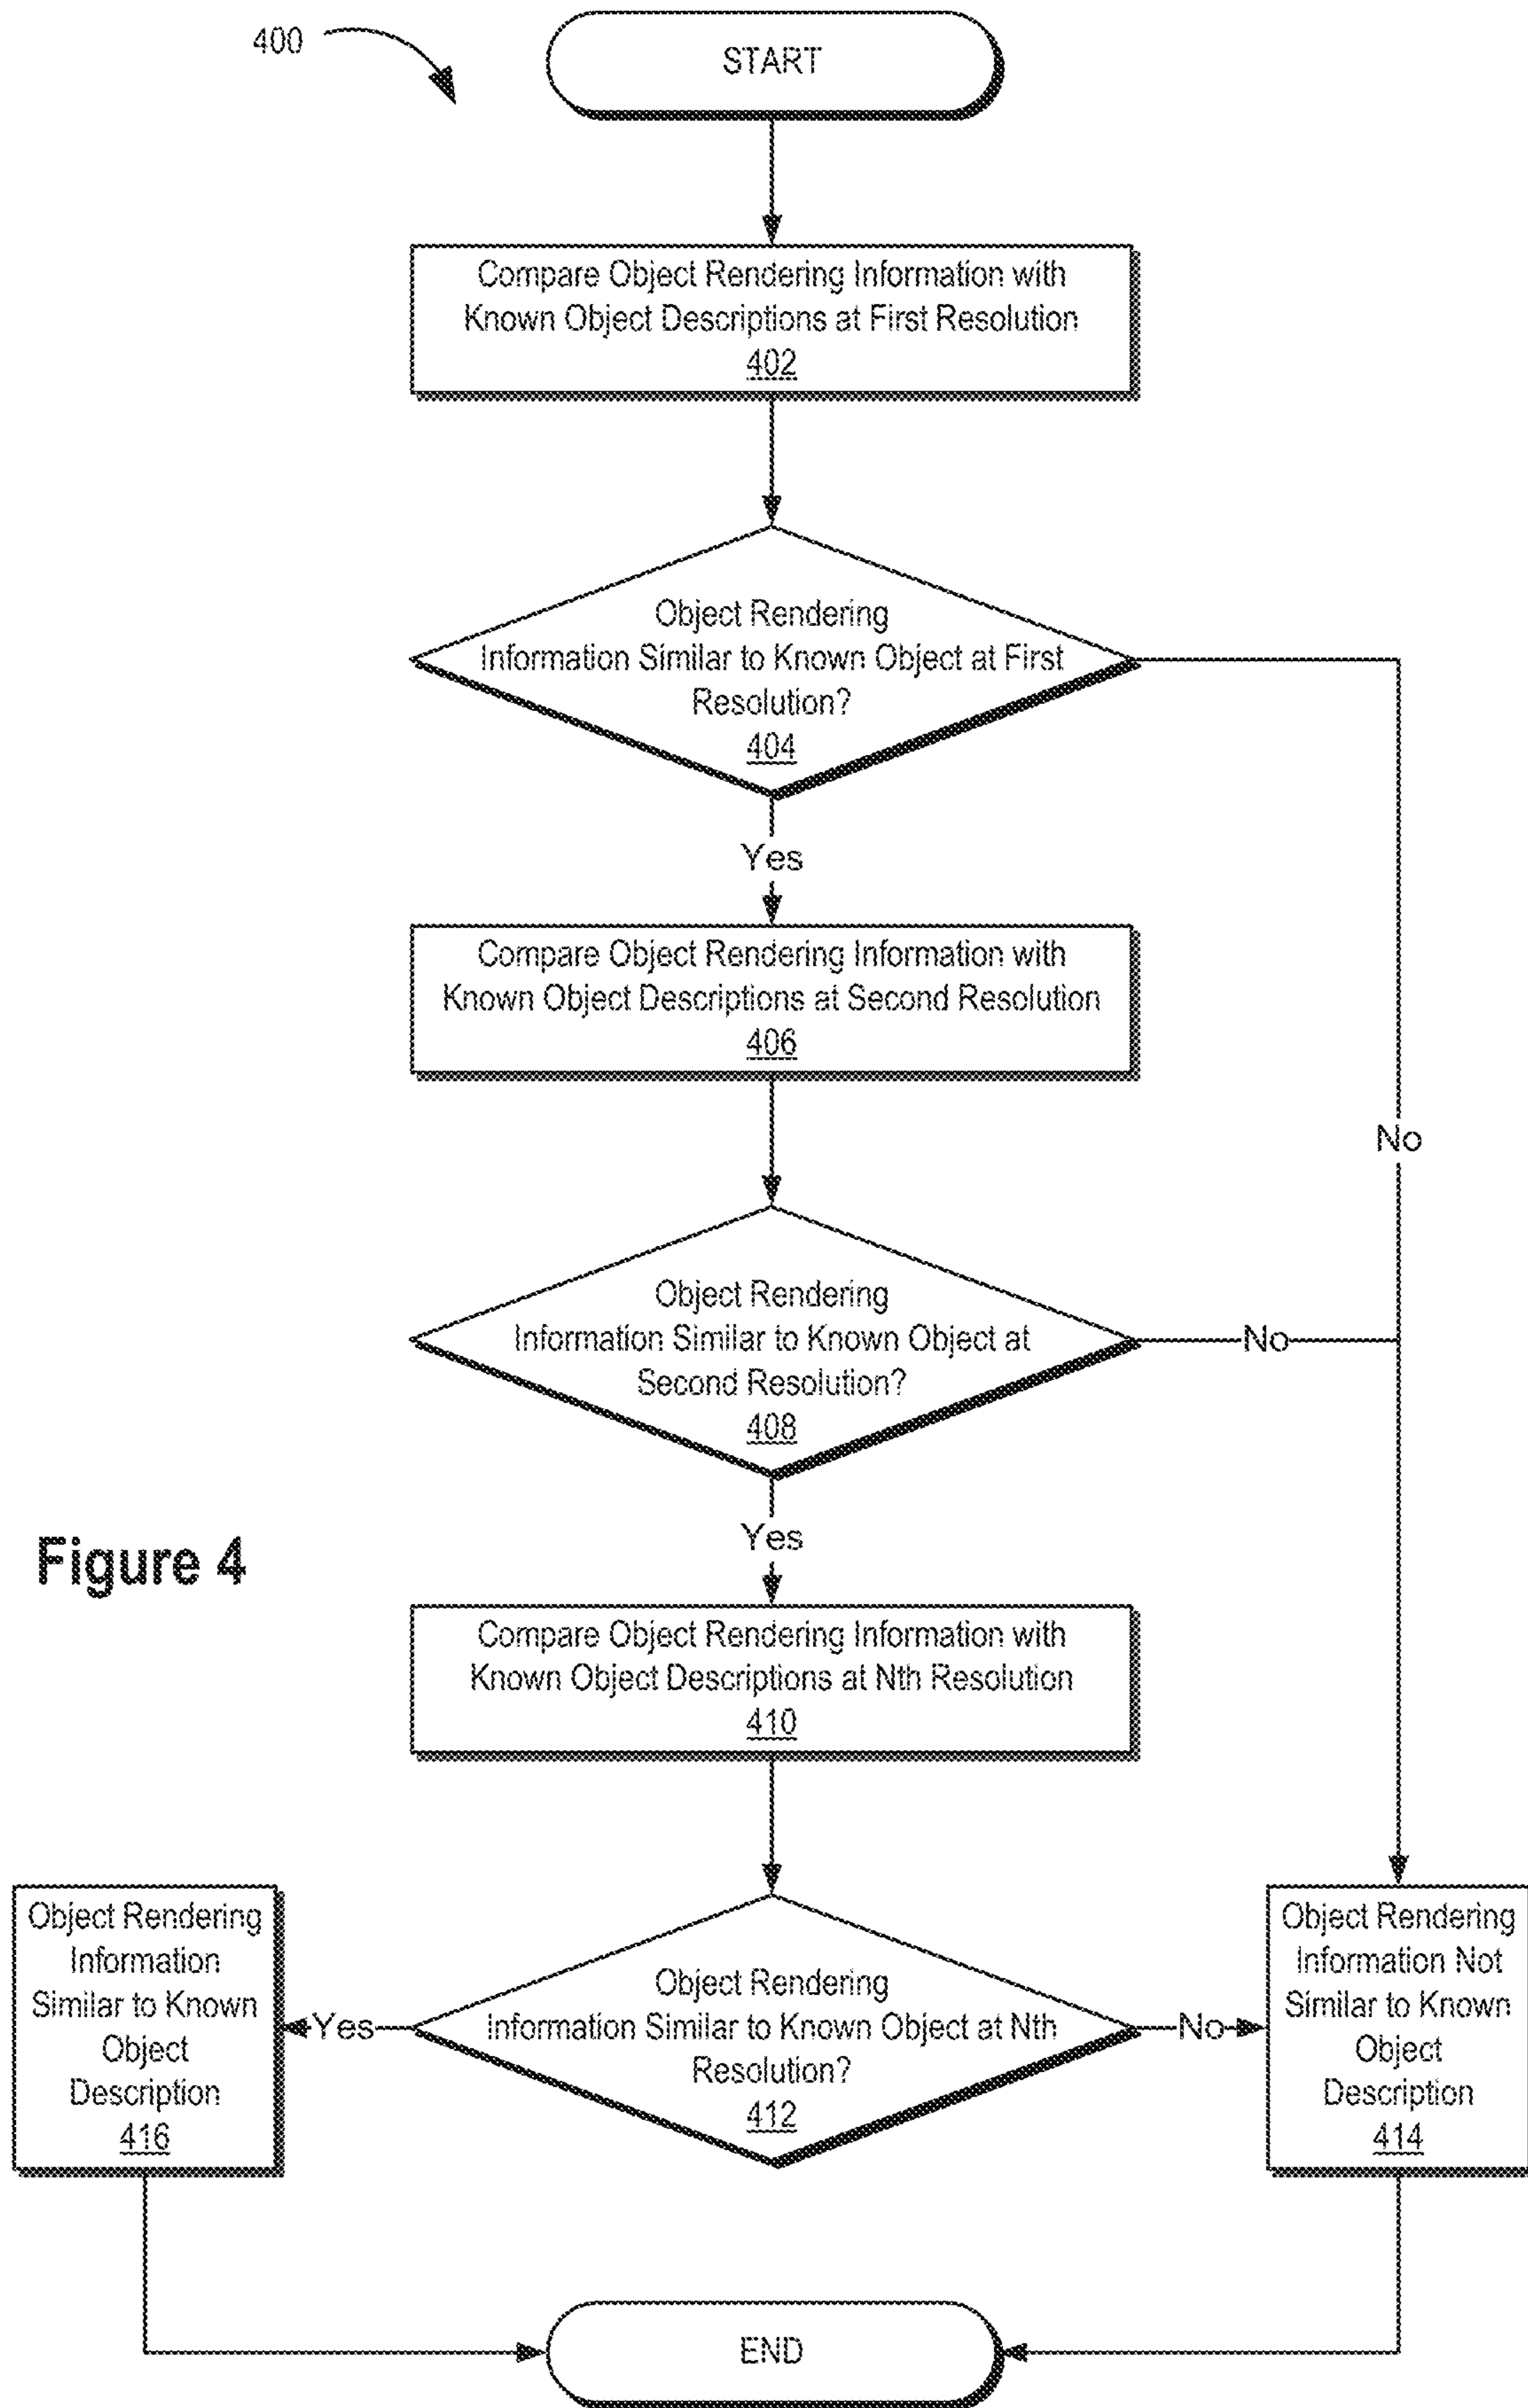 400
START
Compare Object Rendering Information with
Known Object Descriptions at First Resolution
402
Object Rendering
Information Similar to Known Object at First
Resolution?
404
Yes
Compare Object Rendering Information with
Known Object Descriptions at Second Resolution
406
No
Object Rendering
Information Similar to Known Object at
Second Resolution?
408
No
Yes
Figure 4
Compare Object Rendering Information with
Known Object Descriptions at Nth Resolution
410
Object Rendering
Information
Similar to Known
Object
Description
416
Yes
Object Rendering
Information Similar to Known Object at Nth
Resolution?
412
No
Object Rendering
Information Not
Similar to Known
Object
Description
414
END